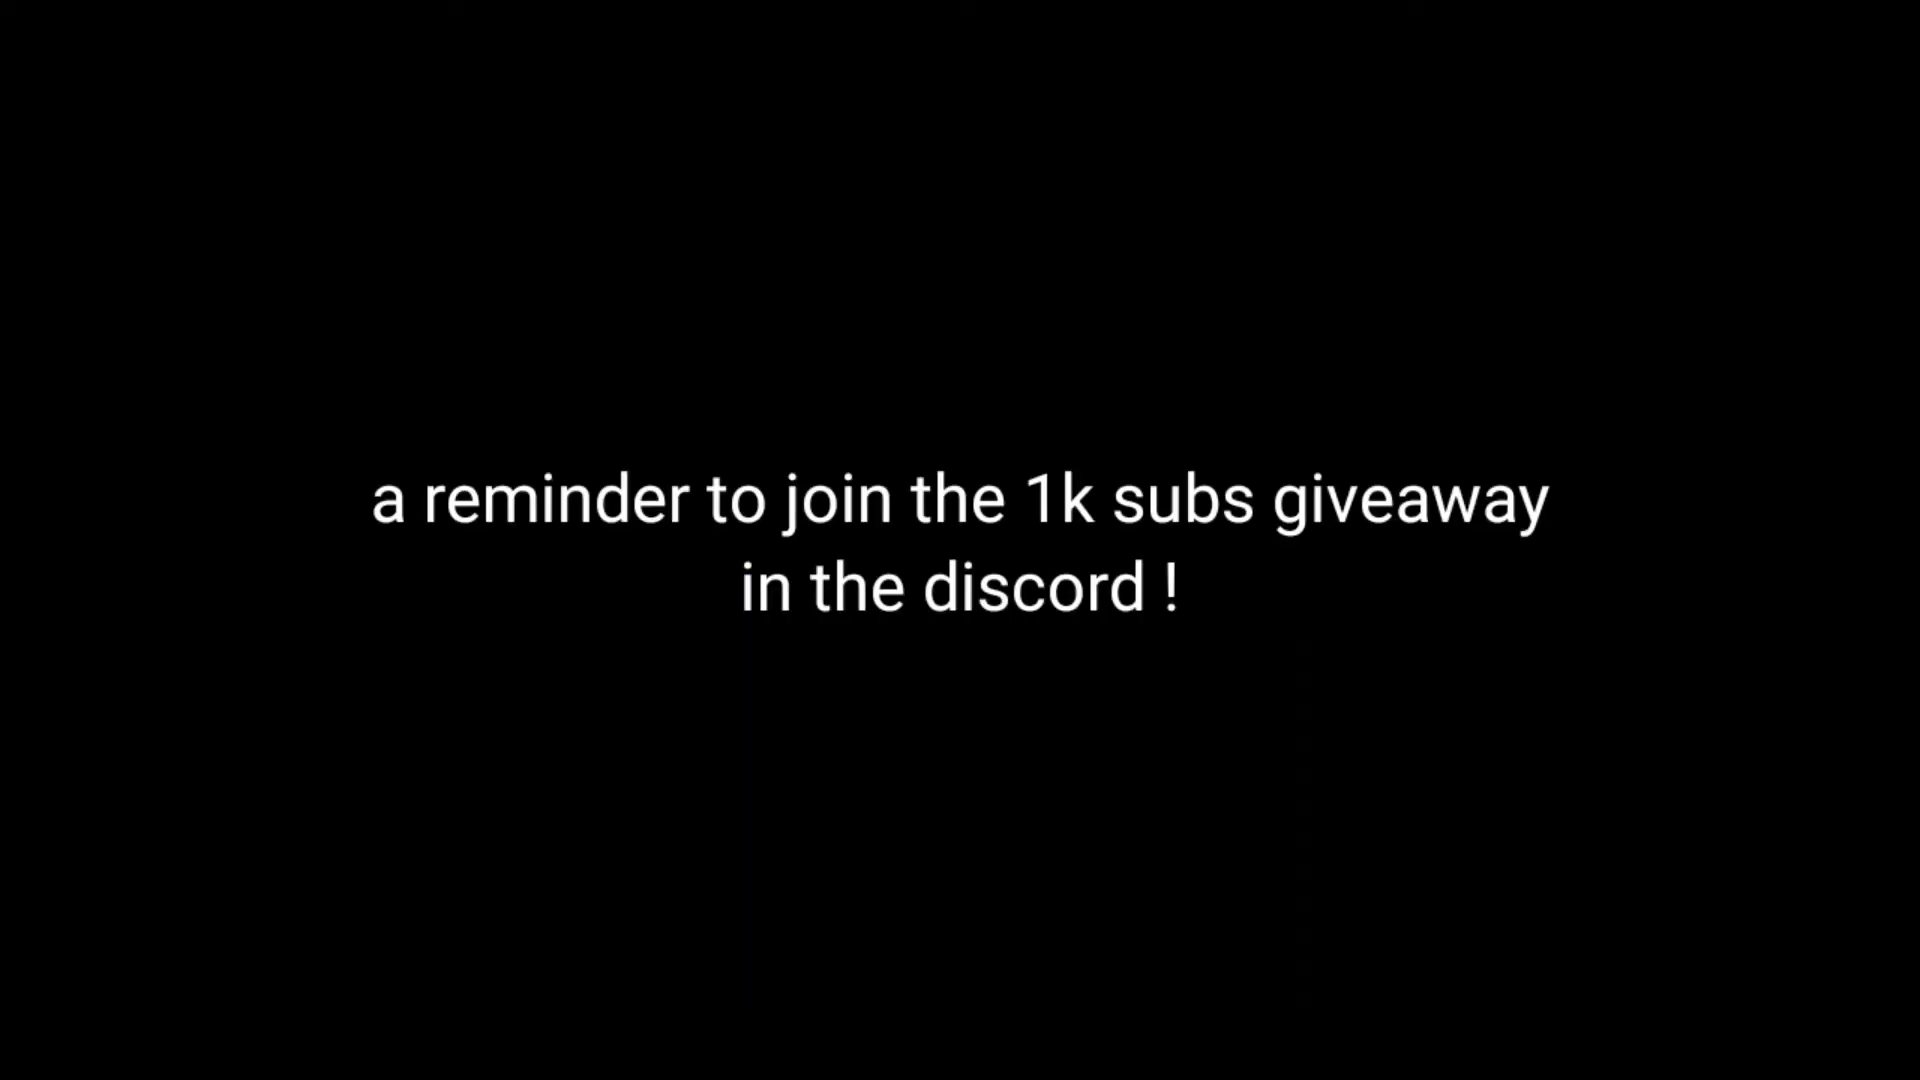 a reminder to join the 1k subs giveaway
in the discord !